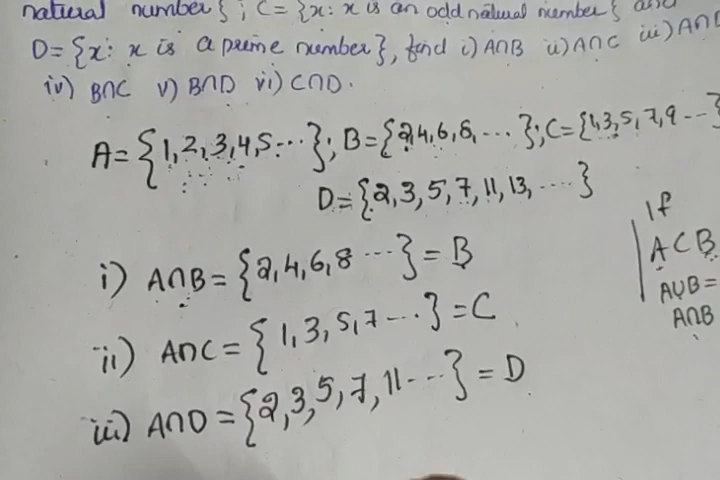 natural number}; C = {x: x is an odd natural number} and
D = {x: x is a prime number}, find i) A∩B ii) A∩C iii) A∩D
iv) B∩C v) B∩D vi) C∩D.
A = {1, 2, 3, 4, 5 ...}; B = {2, 4, 6, 8, ...}; C = {1, 3, 5, 7, 9 ...}
D = {2, 3, 5, 7, 11, 13, ...}
i) A∩B = {2, 4, 6, 8 ...} = B
ii) A∩C = {1, 3, 5, 7 ...} = C
iii) A∩D = {2, 3, 5, 7, 11 ...} = D
If
A⊂B
A∪B =
A∩B